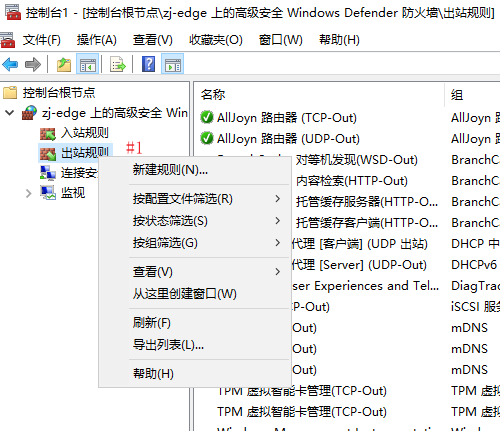 控制台1 - [控制台根节点\zj-edge 上的高级安全 Windows Defender 防火墙\出站规则]
文件(F) 操作(A) 查看(V) 收藏夹(O) 窗口(W) 帮助(H)
控制台根节点
zj-edge 上的高级安全 Win
入站规则
出站规则
#1
连接安
监视
新建规则(N)...
按配置文件筛选(R)
按状态筛选(S)
按组筛选(G)
查看(V)
从这里创建窗口(W)
刷新(F)
导出列表(L)...
帮助(H)
名称 组
AllJoyn 路由器 (TCP-Out) AllJoyn 路
AllJoyn 路由器 (UDP-Out) AllJoyn 路
对等机发现(WSD-Out) BranchCa
内容检索(HTTP-Out) BranchCa
托管缓存服务器(HTTP-O... BranchCa
托管缓存客户端(HTTP-O... BranchCa
代理 [客户端] (UDP 出站) DHCP 中
代理 [Server] (UDP-Out) DHCPv6
ser Experiences and Tel... DiagTrac
Out) iSCSI 服务
Out) mDNS
Out) mDNS
Out) mDNS
TPM 虚拟智能卡管理(TCP-Out) TPM 虚拟
TPM 虚拟智能卡管理(TCP-Out) TPM 虚拟